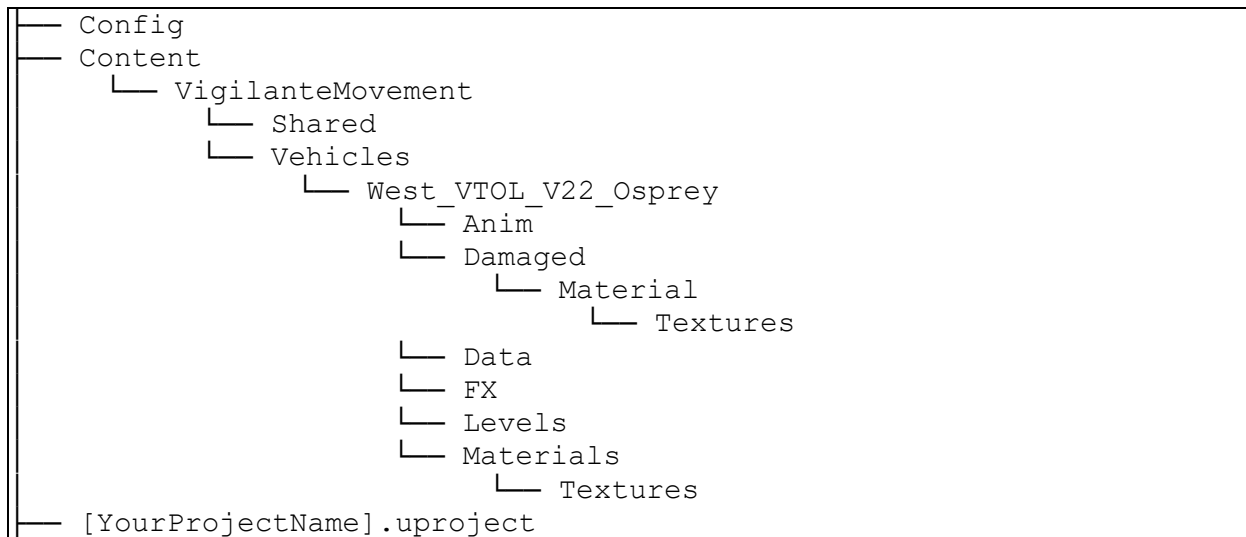 ├── Config
├── Content
└── VigilanteMovement
└── Shared
└── Vehicles
└── West_VTOL_V22_Osprey
└── Anim
└── Damaged
└── Material
└── Textures
└── Data
└── FX
└── Levels
└── Materials
└── Textures
├── [YourProjectName].uproject